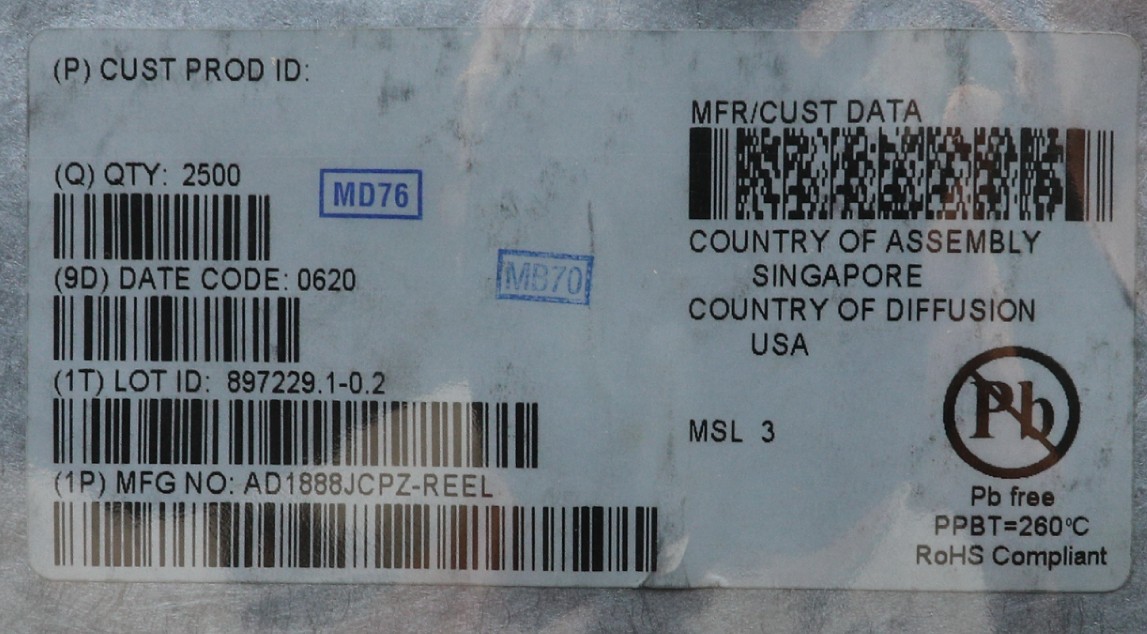 (P) CUST PROD ID:
(Q) QTY: 2500
MD76
MB70
(9D) DATE CODE: 0620
(1T) LOT ID: 897229.1-0.2
(1P) MFG NO: AD1888JCPZ-REEL
MFR/CUST DATA
COUNTRY OF ASSEMBLY
SINGAPORE
COUNTRY OF DIFFUSION
USA
MSL 3
Pb
Pb free
PPBT=260°C
RoHS Compliant